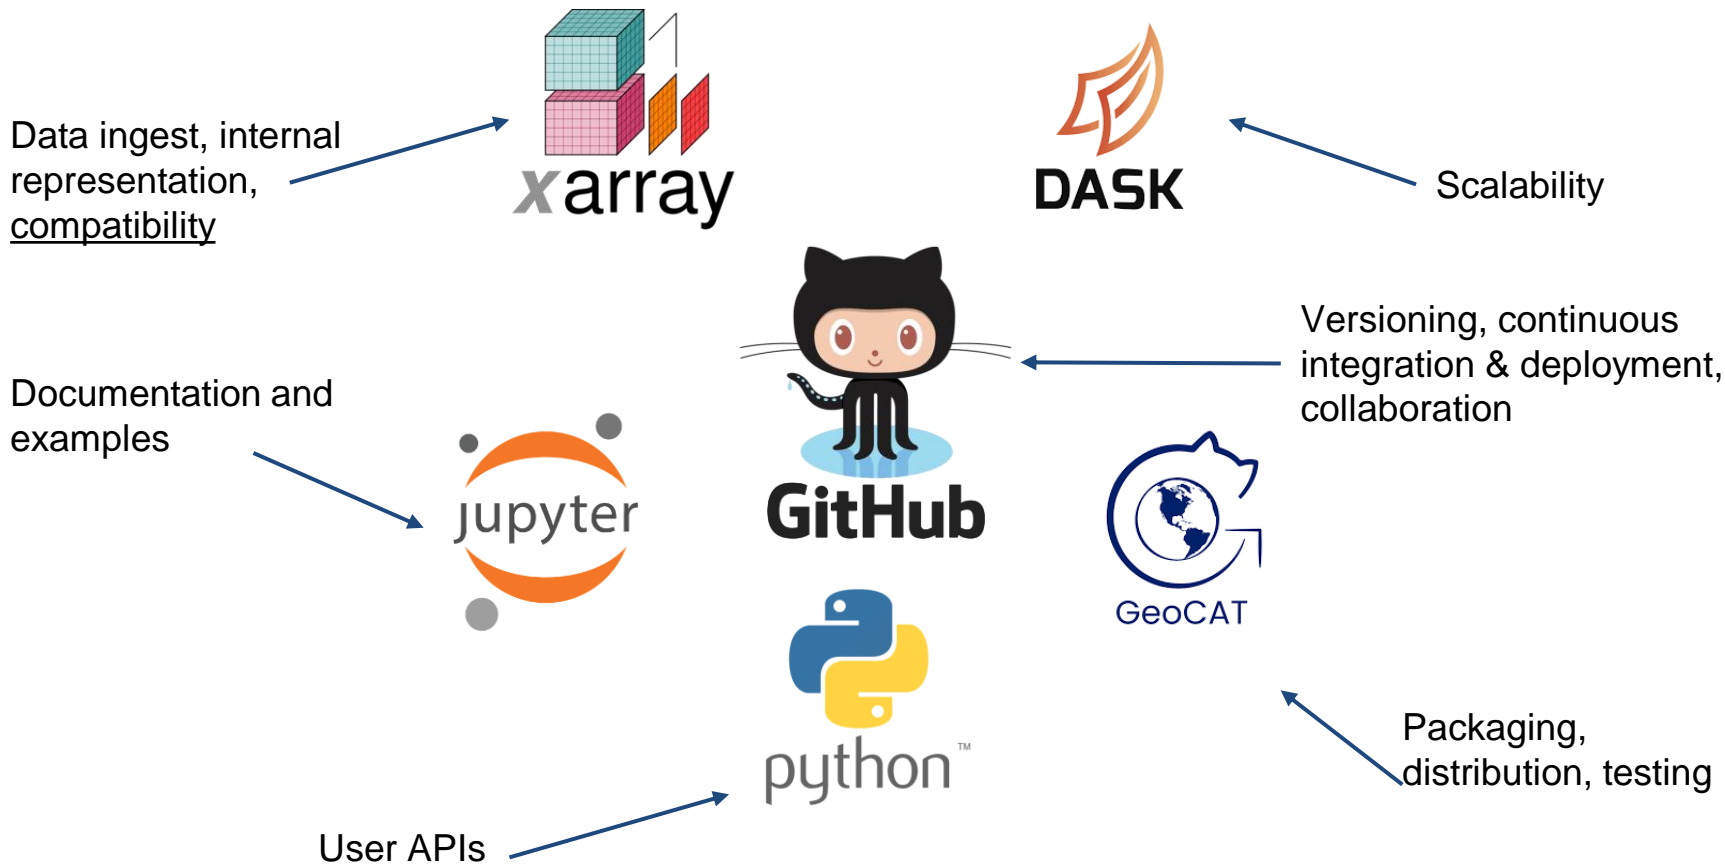 xarray
DASK
Data ingest, internal
representation,
compatibility
Scalability
Versioning, continuous
integration & deployment,
collaboration
Documentation and
examples
jupyter
GitHub
GeoCAT
python™
Packaging,
distribution, testing
User APIs